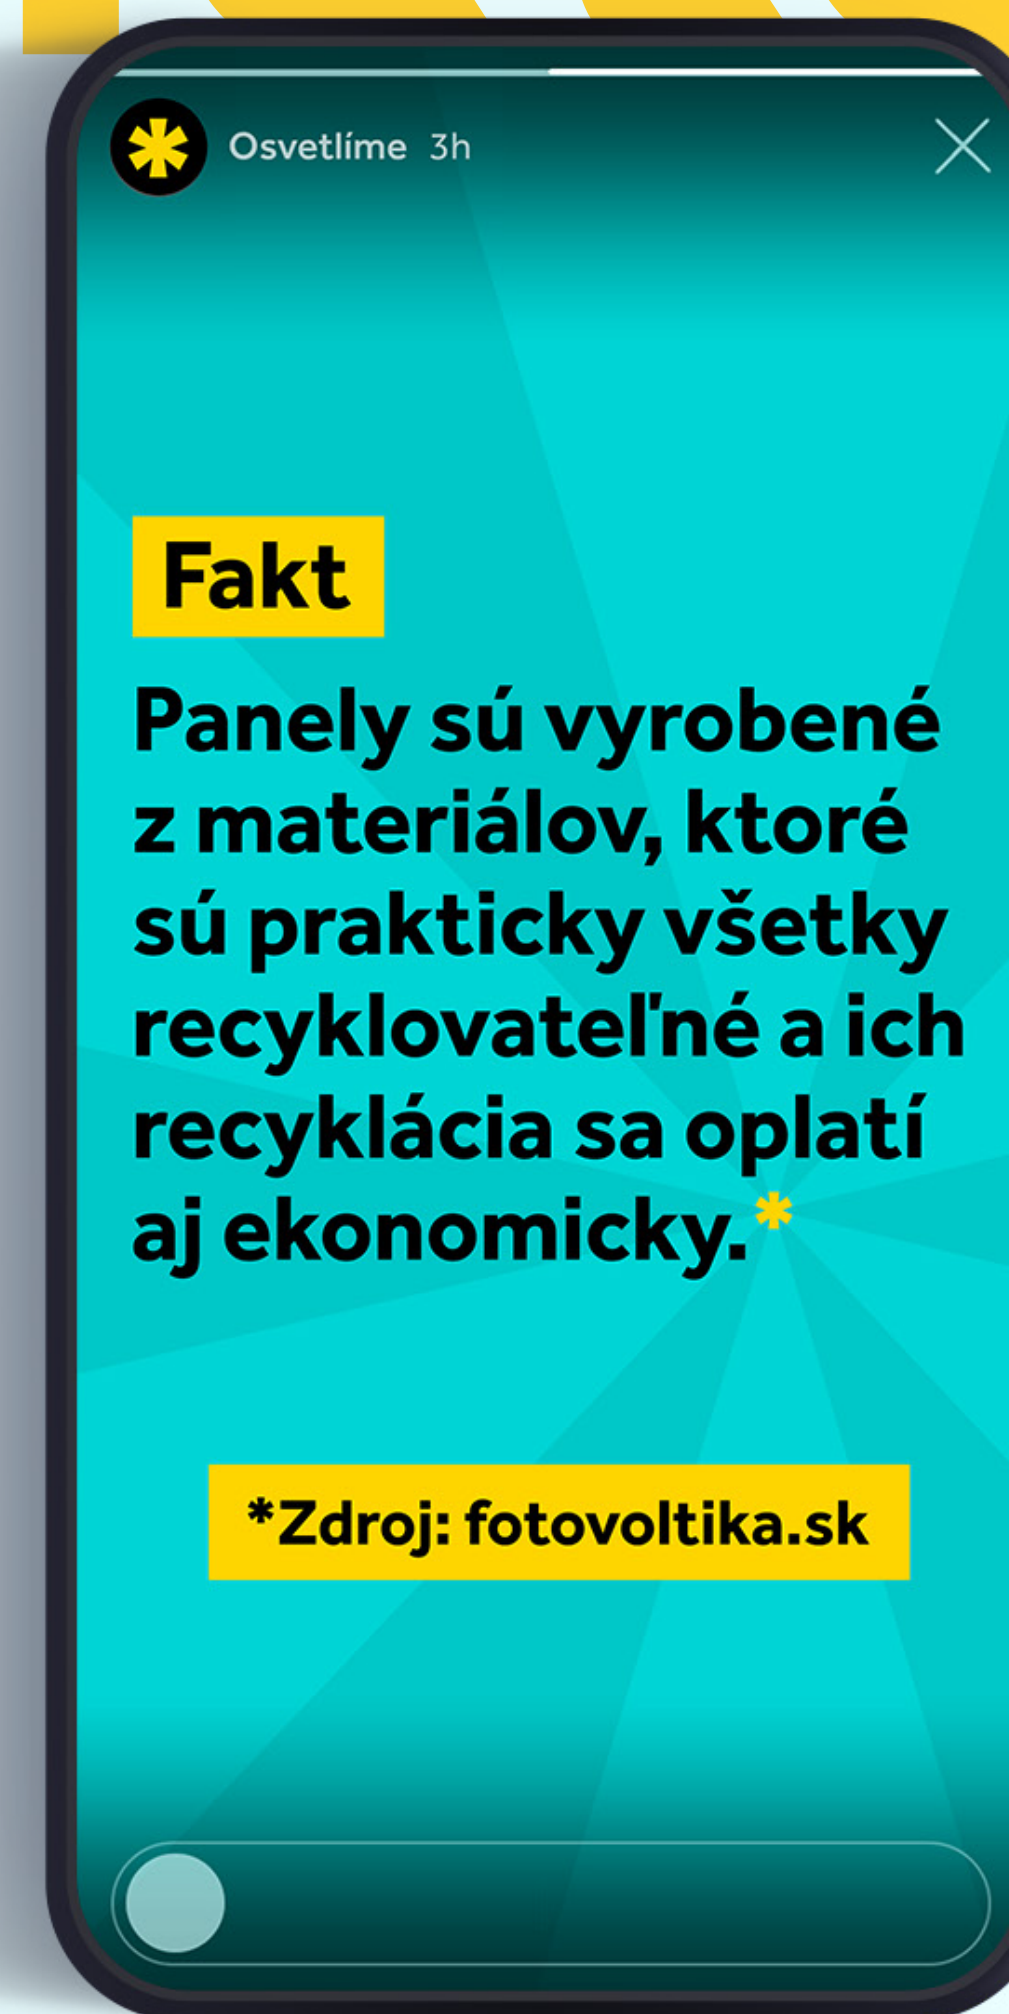 Osvetlíme 3h
Fakt
Panely sú vyrobené
z materiálov, ktoré
sú prakticky všetky
recyklovateľné a ich
recyklácia sa oplatí
aj ekonomicky.*
*Zdroj: fotovoltika.sk